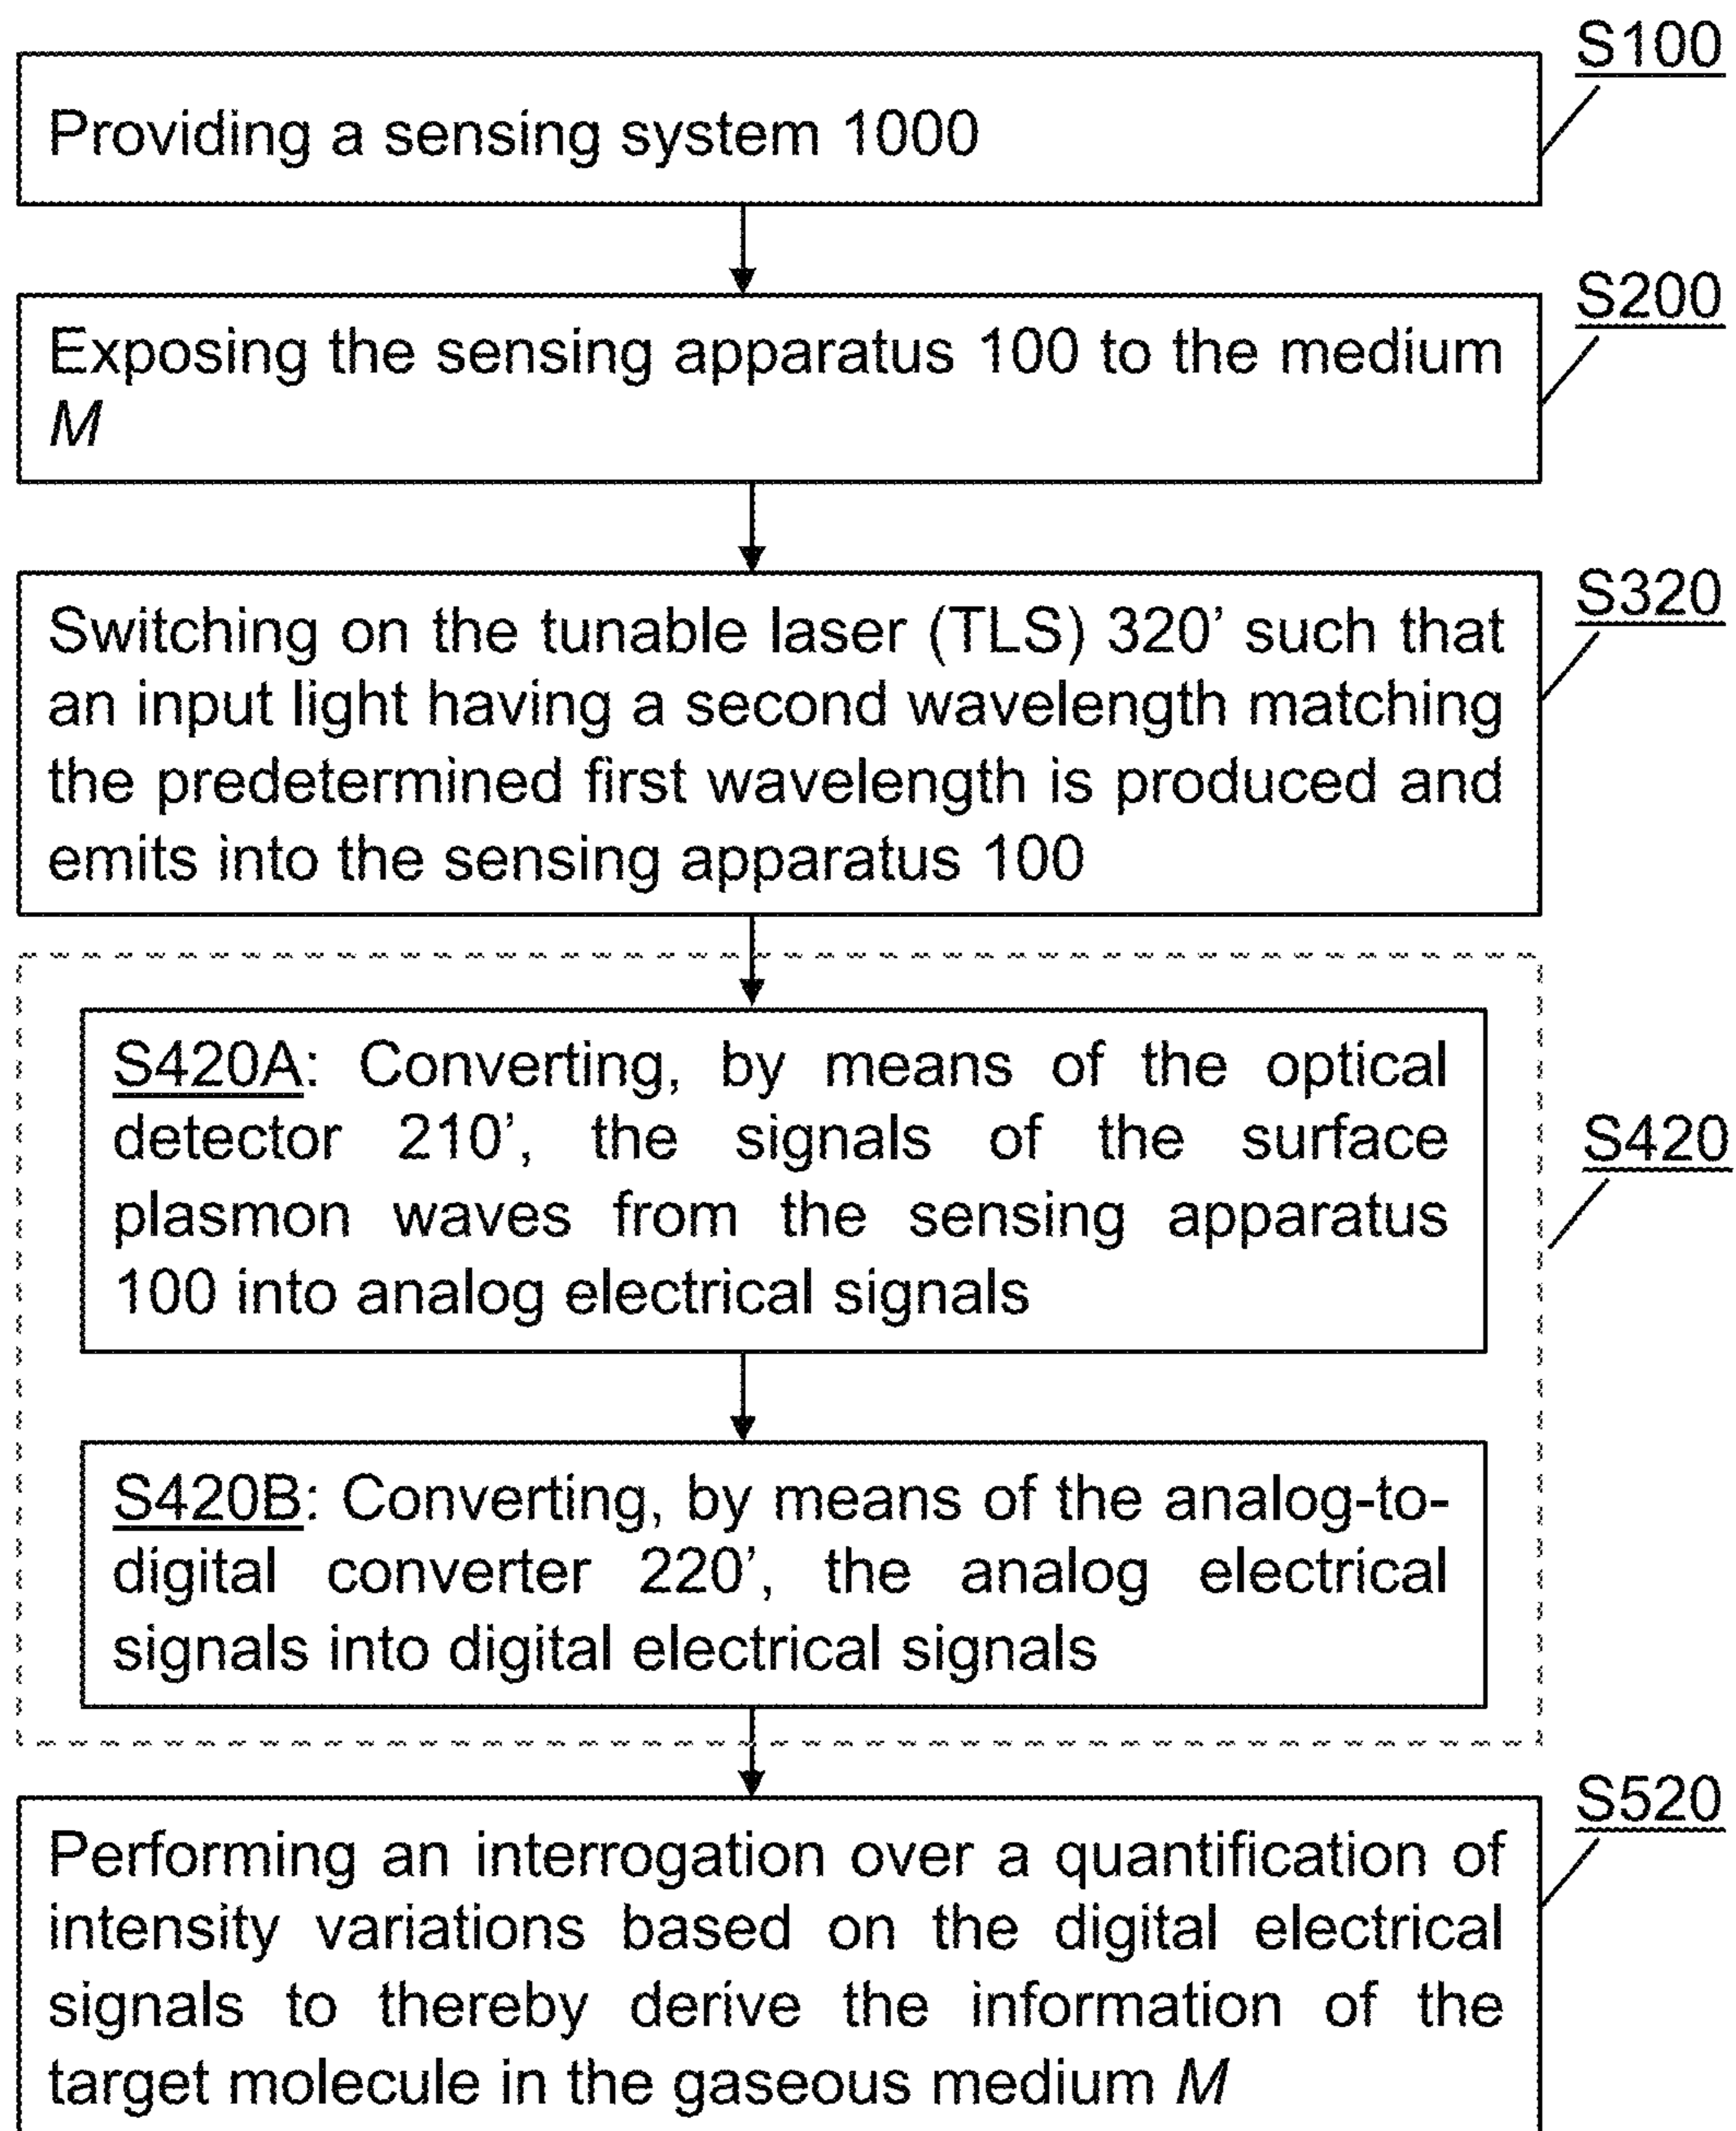 S100
Providing a sensing system 1000
S200
Exposing the sensing apparatus 100 to the medium
M
S320
Switching on the tunable laser (TLS) 320’ such that
an input light having a second wavelength matching
the predetermined first wavelength is produced and
emits into the sensing apparatus 100
S420A: Converting, by means of the optical
detector 210’, the signals of the surface
plasmon waves from the sensing apparatus
100 into analog electrical signals
S420
S420B: Converting, by means of the analog-to-
digital converter 220’, the analog electrical
signals into digital electrical signals
S520
Performing an interrogation over a quantification of
intensity variations based on the digital electrical
signals to thereby derive the information of the
target molecule in the gaseous medium M